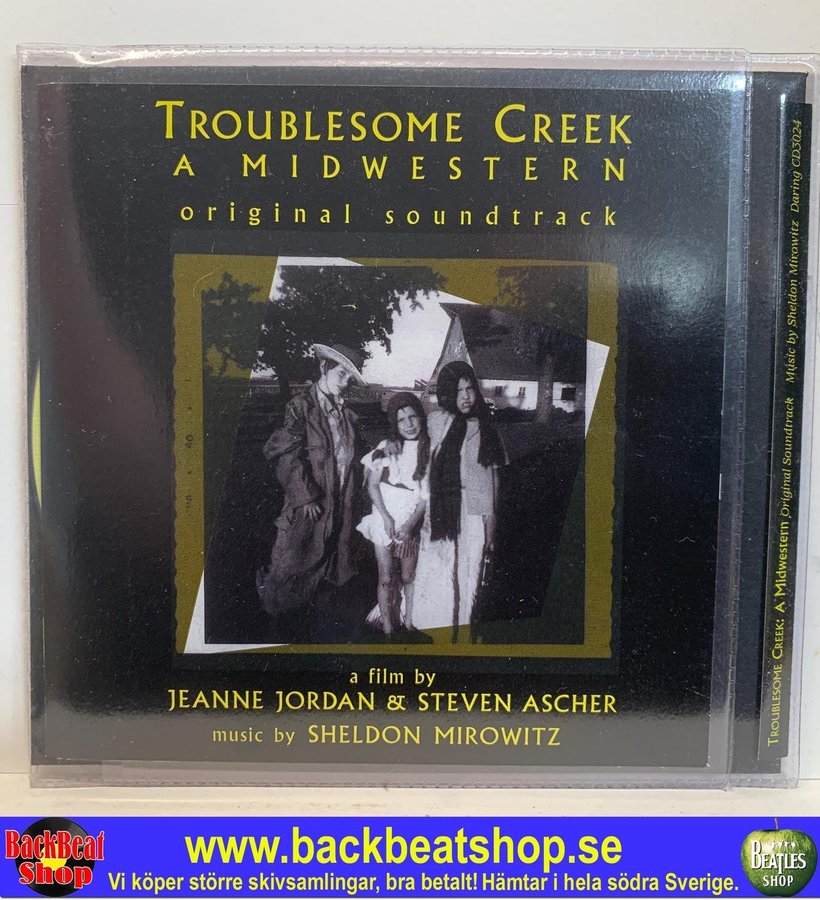 TROUBLESOME CREEK
A MIDWESTERN
original soundtrack
a film by
JEANNE JORDAN & STEVEN ASCHER
music by SHELDON MIROWITZ
TROUBLESOME CREEK: A Midwestern Original Soundtrack Music by Sheldon Mirowitz Daring CD3024
BackBeat
Shop
www.backbeatshop.se
Vi köper större skivsamlingar, bra betalt! Hämtar i hela södra Sverige.
BEATLES
SHOP